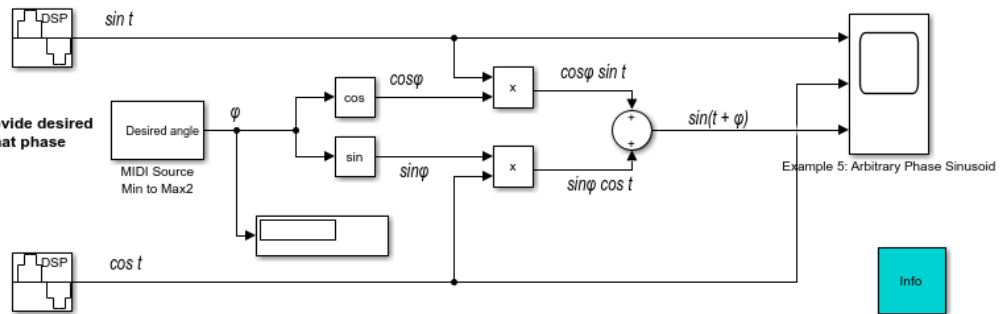 DSP
sin t
cosφ
cosφ sin t
cos
x
φ
vide desired
at phase
Desired angle
+
+
sin(t + φ)
sin
sinφ
x
MIDI Source
Min to Max2
sinφ cos t
Example 5: Arbitrary Phase Sinusoid
DSP
cos t
Info